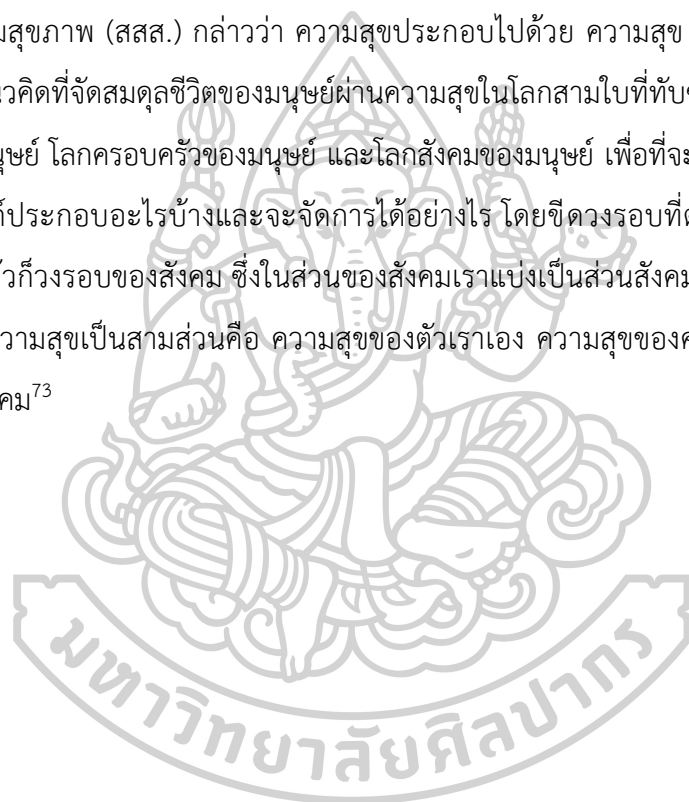 มสุขภาพ (สสส.) กล่าวว่า ความสุขประกอบไปด้วย ความสุข
นวคิดที่จัดสมดุลชีวิตของมนุษย์ผ่านความสุขในโลกสามใบที่ทับซ
นุษย์ โลกครอบครัวของมนุษย์ และโลกสังคมของมนุษย์ เพื่อที่จะ
ค์ประกอบอะไรบ้างและจะจัดการได้อย่างไร โดยขีดวงรอบที่ต
ัวก็วงรอบของสังคม ซึ่งในส่วนของสังคมเราแบ่งเป็นส่วนสังคม
ความสุขเป็นสามส่วนคือ ความสุขของตัวเราเอง ความสุขของค
คม73
มหาวิทยาลัยศิลปากร